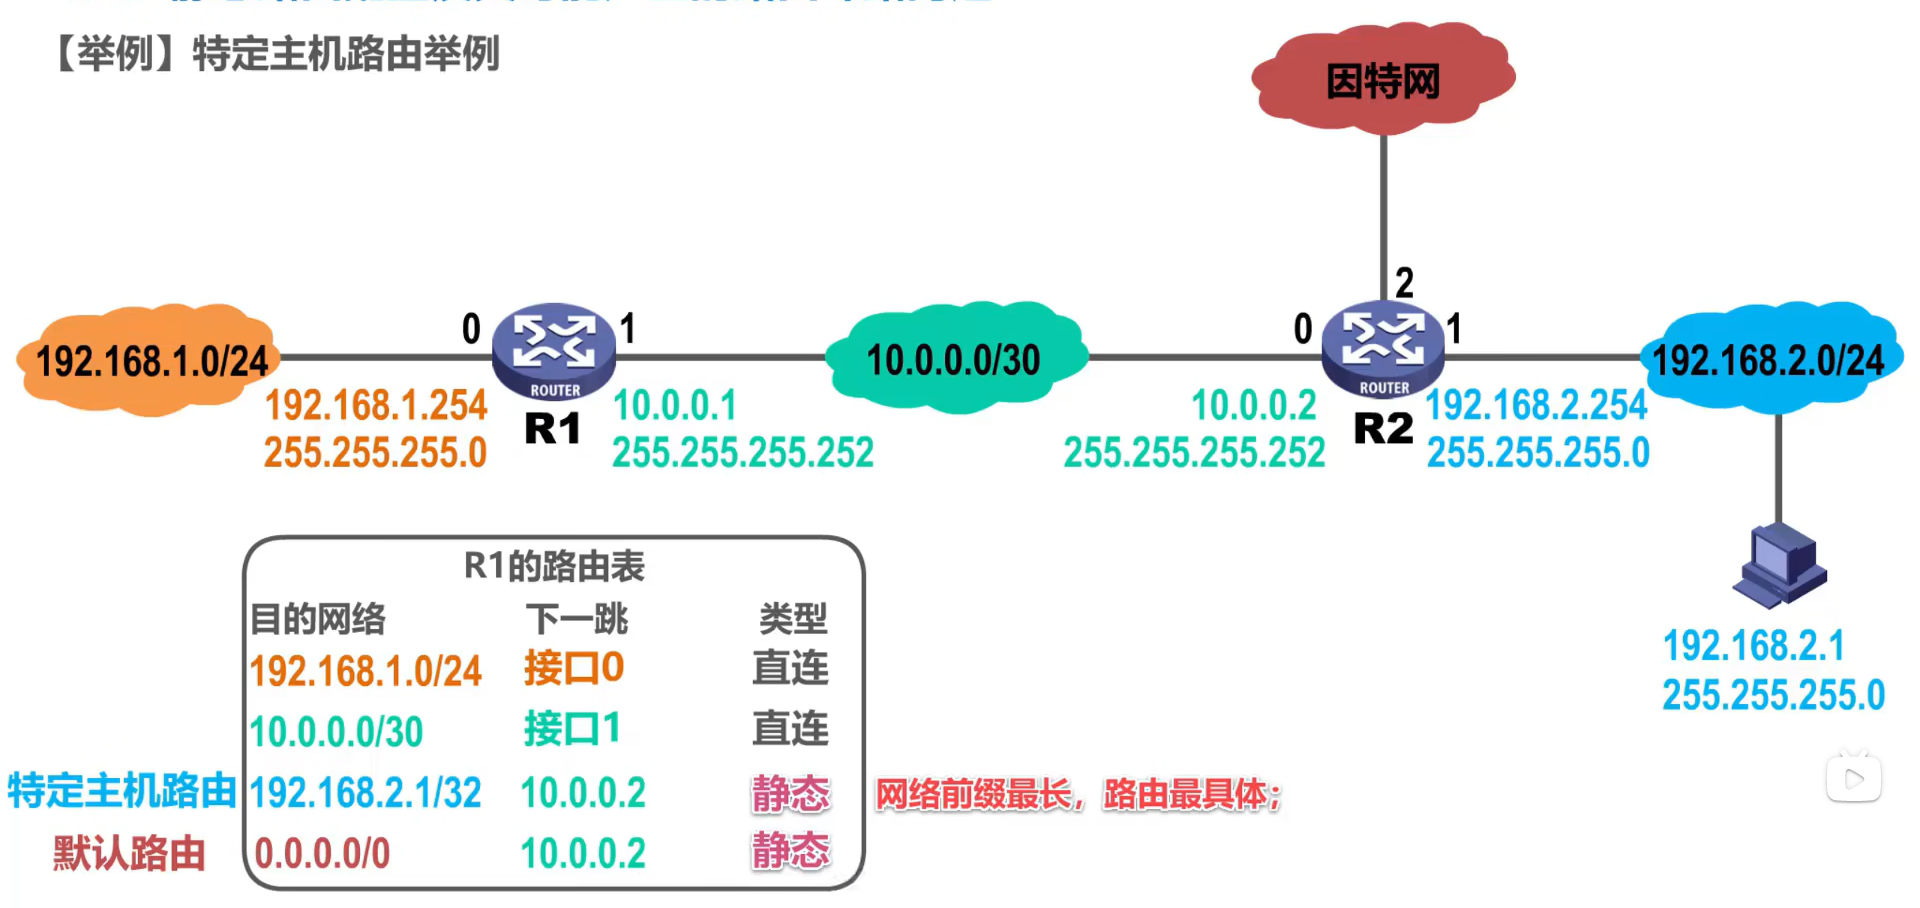 【举例】特定主机路由举例
因特网
2
0
1
0
1
192.168.1.0/24
10.0.0.0/30
192.168.2.0/24
ROUTER
ROUTER
192.168.1.254
255.255.255.0
R1
10.0.0.1
255.255.255.252
10.0.0.2
255.255.255.252
R2
192.168.2.254
255.255.255.0
192.168.2.1
255.255.255.0
R1的路由表
目的网络 下一跳 类型
192.168.1.0/24 接口0 直连
10.0.0.0/30 接口1 直连
特定主机路由 192.168.2.1/32 10.0.0.2 静态 网络前缀最长，路由最具体；
默认路由 0.0.0.0/0 10.0.0.2 静态